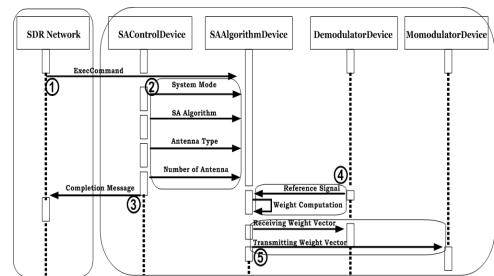 SDR Network
SAControlDevice
SAAlgorithmDevice
DemodulatorDevice
MomodulatorDevice
ExecCommand
1
2
System Mode
SA Algorithm
Antenna Type
Number of Antenna
Completion Message
3
4
Reference Signal
Weight Computation
Receiving Weight Vector
Transmitting Weight Vector
5